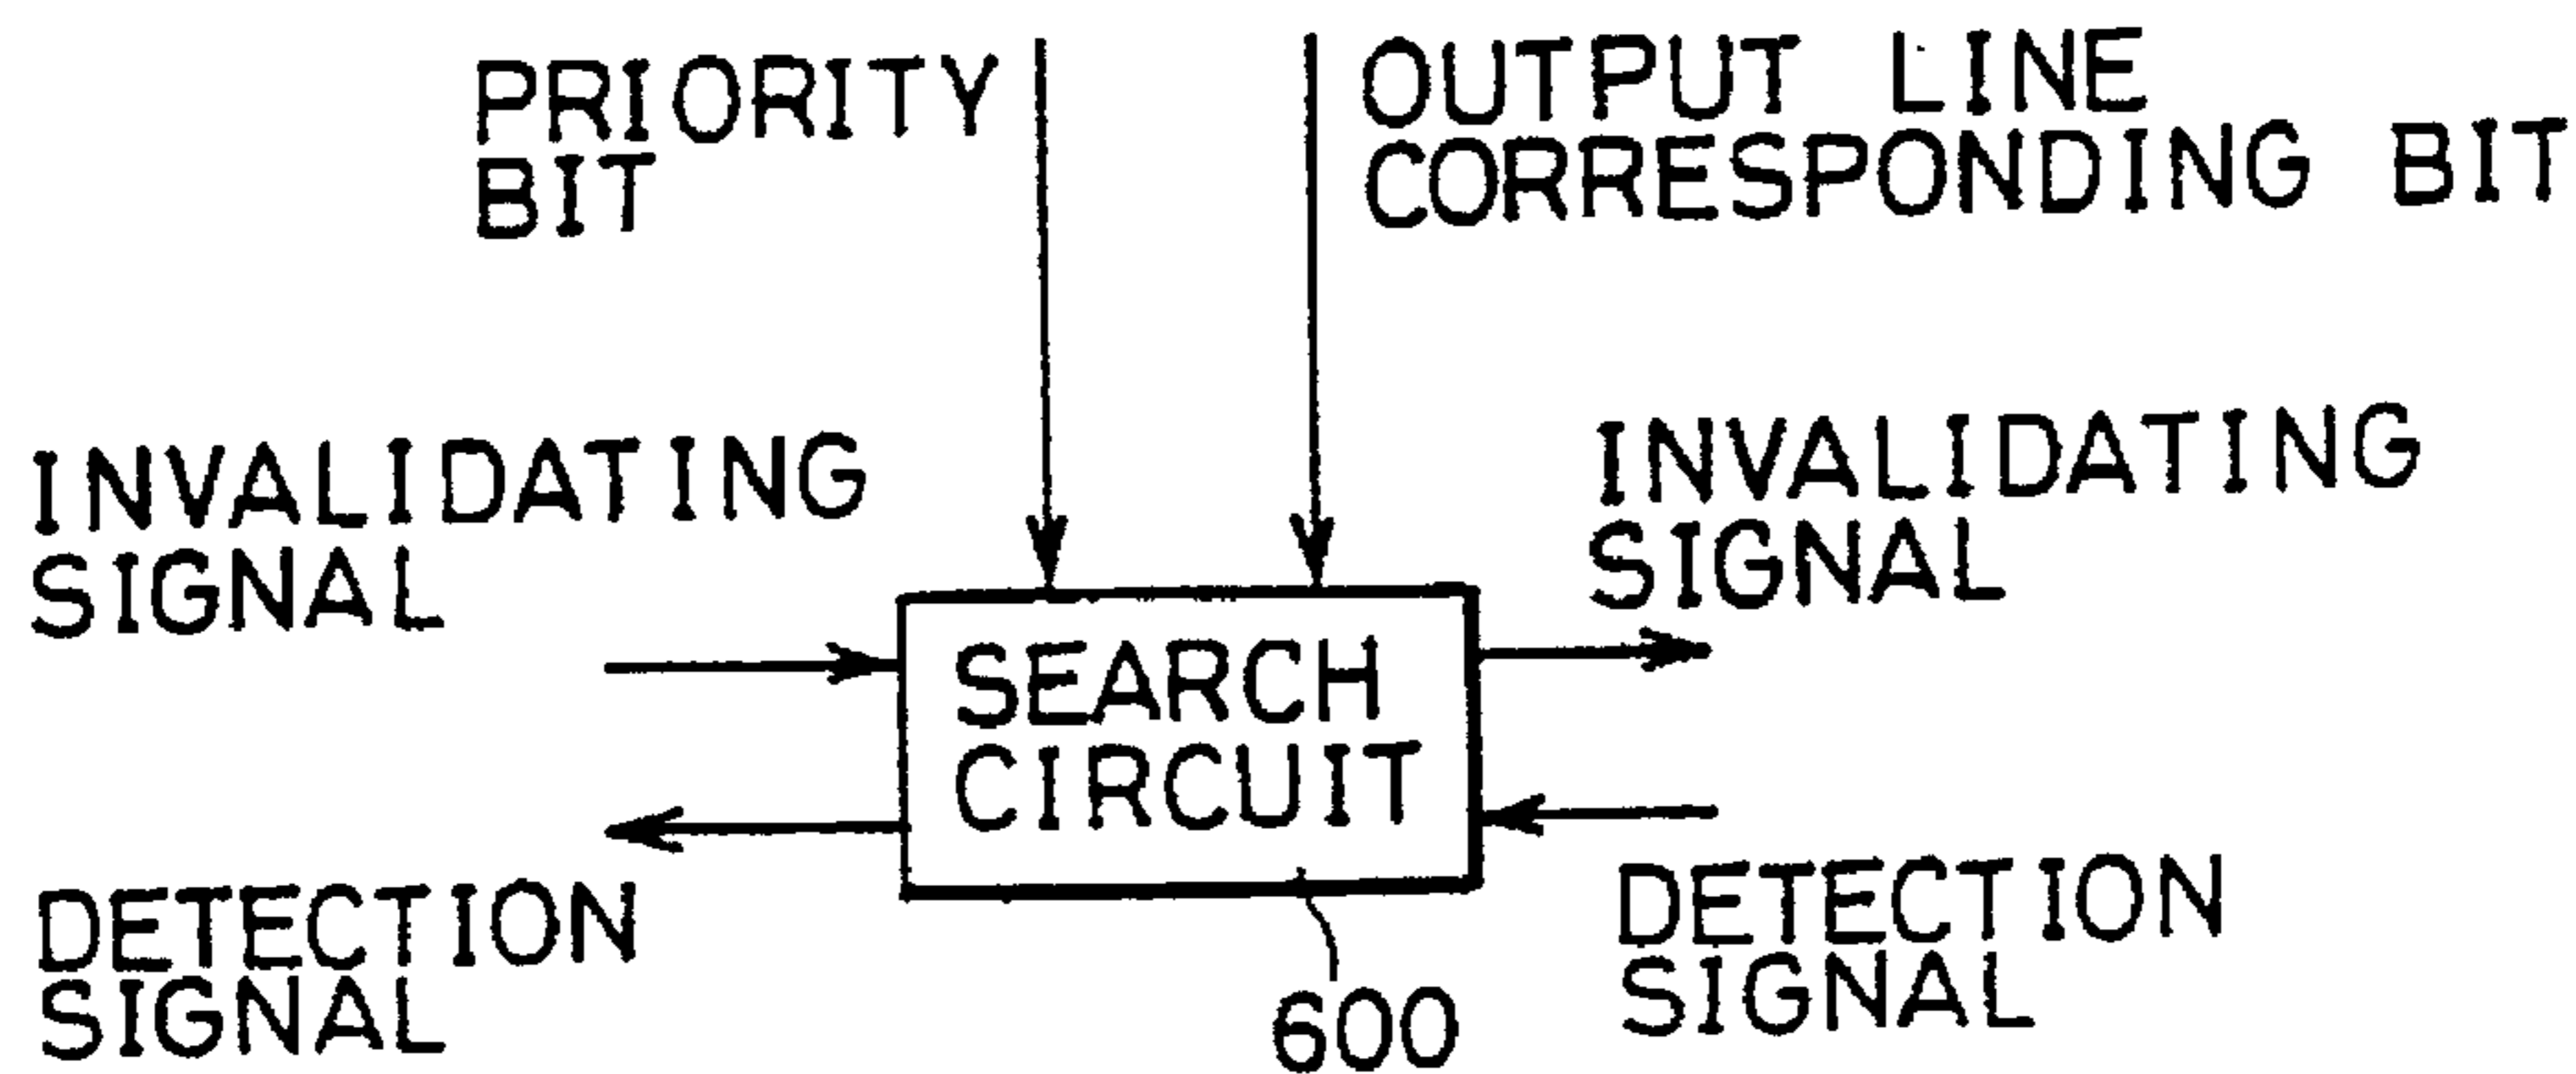 PRIORITY
BIT
OUTPUT LINE
CORRESPONDING BIT
INVALIDATING
SIGNAL
INVALIDATING
SIGNAL
SEARCH
CIRCUIT
DETECTION
SIGNAL
DETECTION
SIGNAL
600